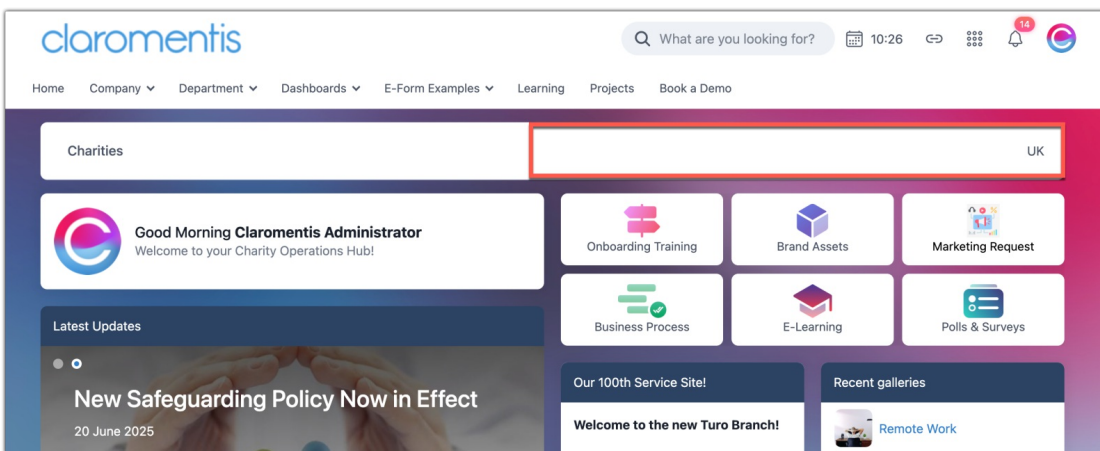 claromentis
What are you looking for?
10:26
14
Home Company Department Dashboards E-Form Examples Learning Projects Book a Demo
Charities
UK
Good Morning Claromentis Administrator
Welcome to your Charity Operations Hub!
Onboarding Training
Brand Assets
Marketing Request
Business Process
E-Learning
Polls & Surveys
Latest Updates
New Safeguarding Policy Now in Effect
20 June 2025
Our 100th Service Site!
Welcome to the new Turo Branch!
Recent galleries
Remote Work